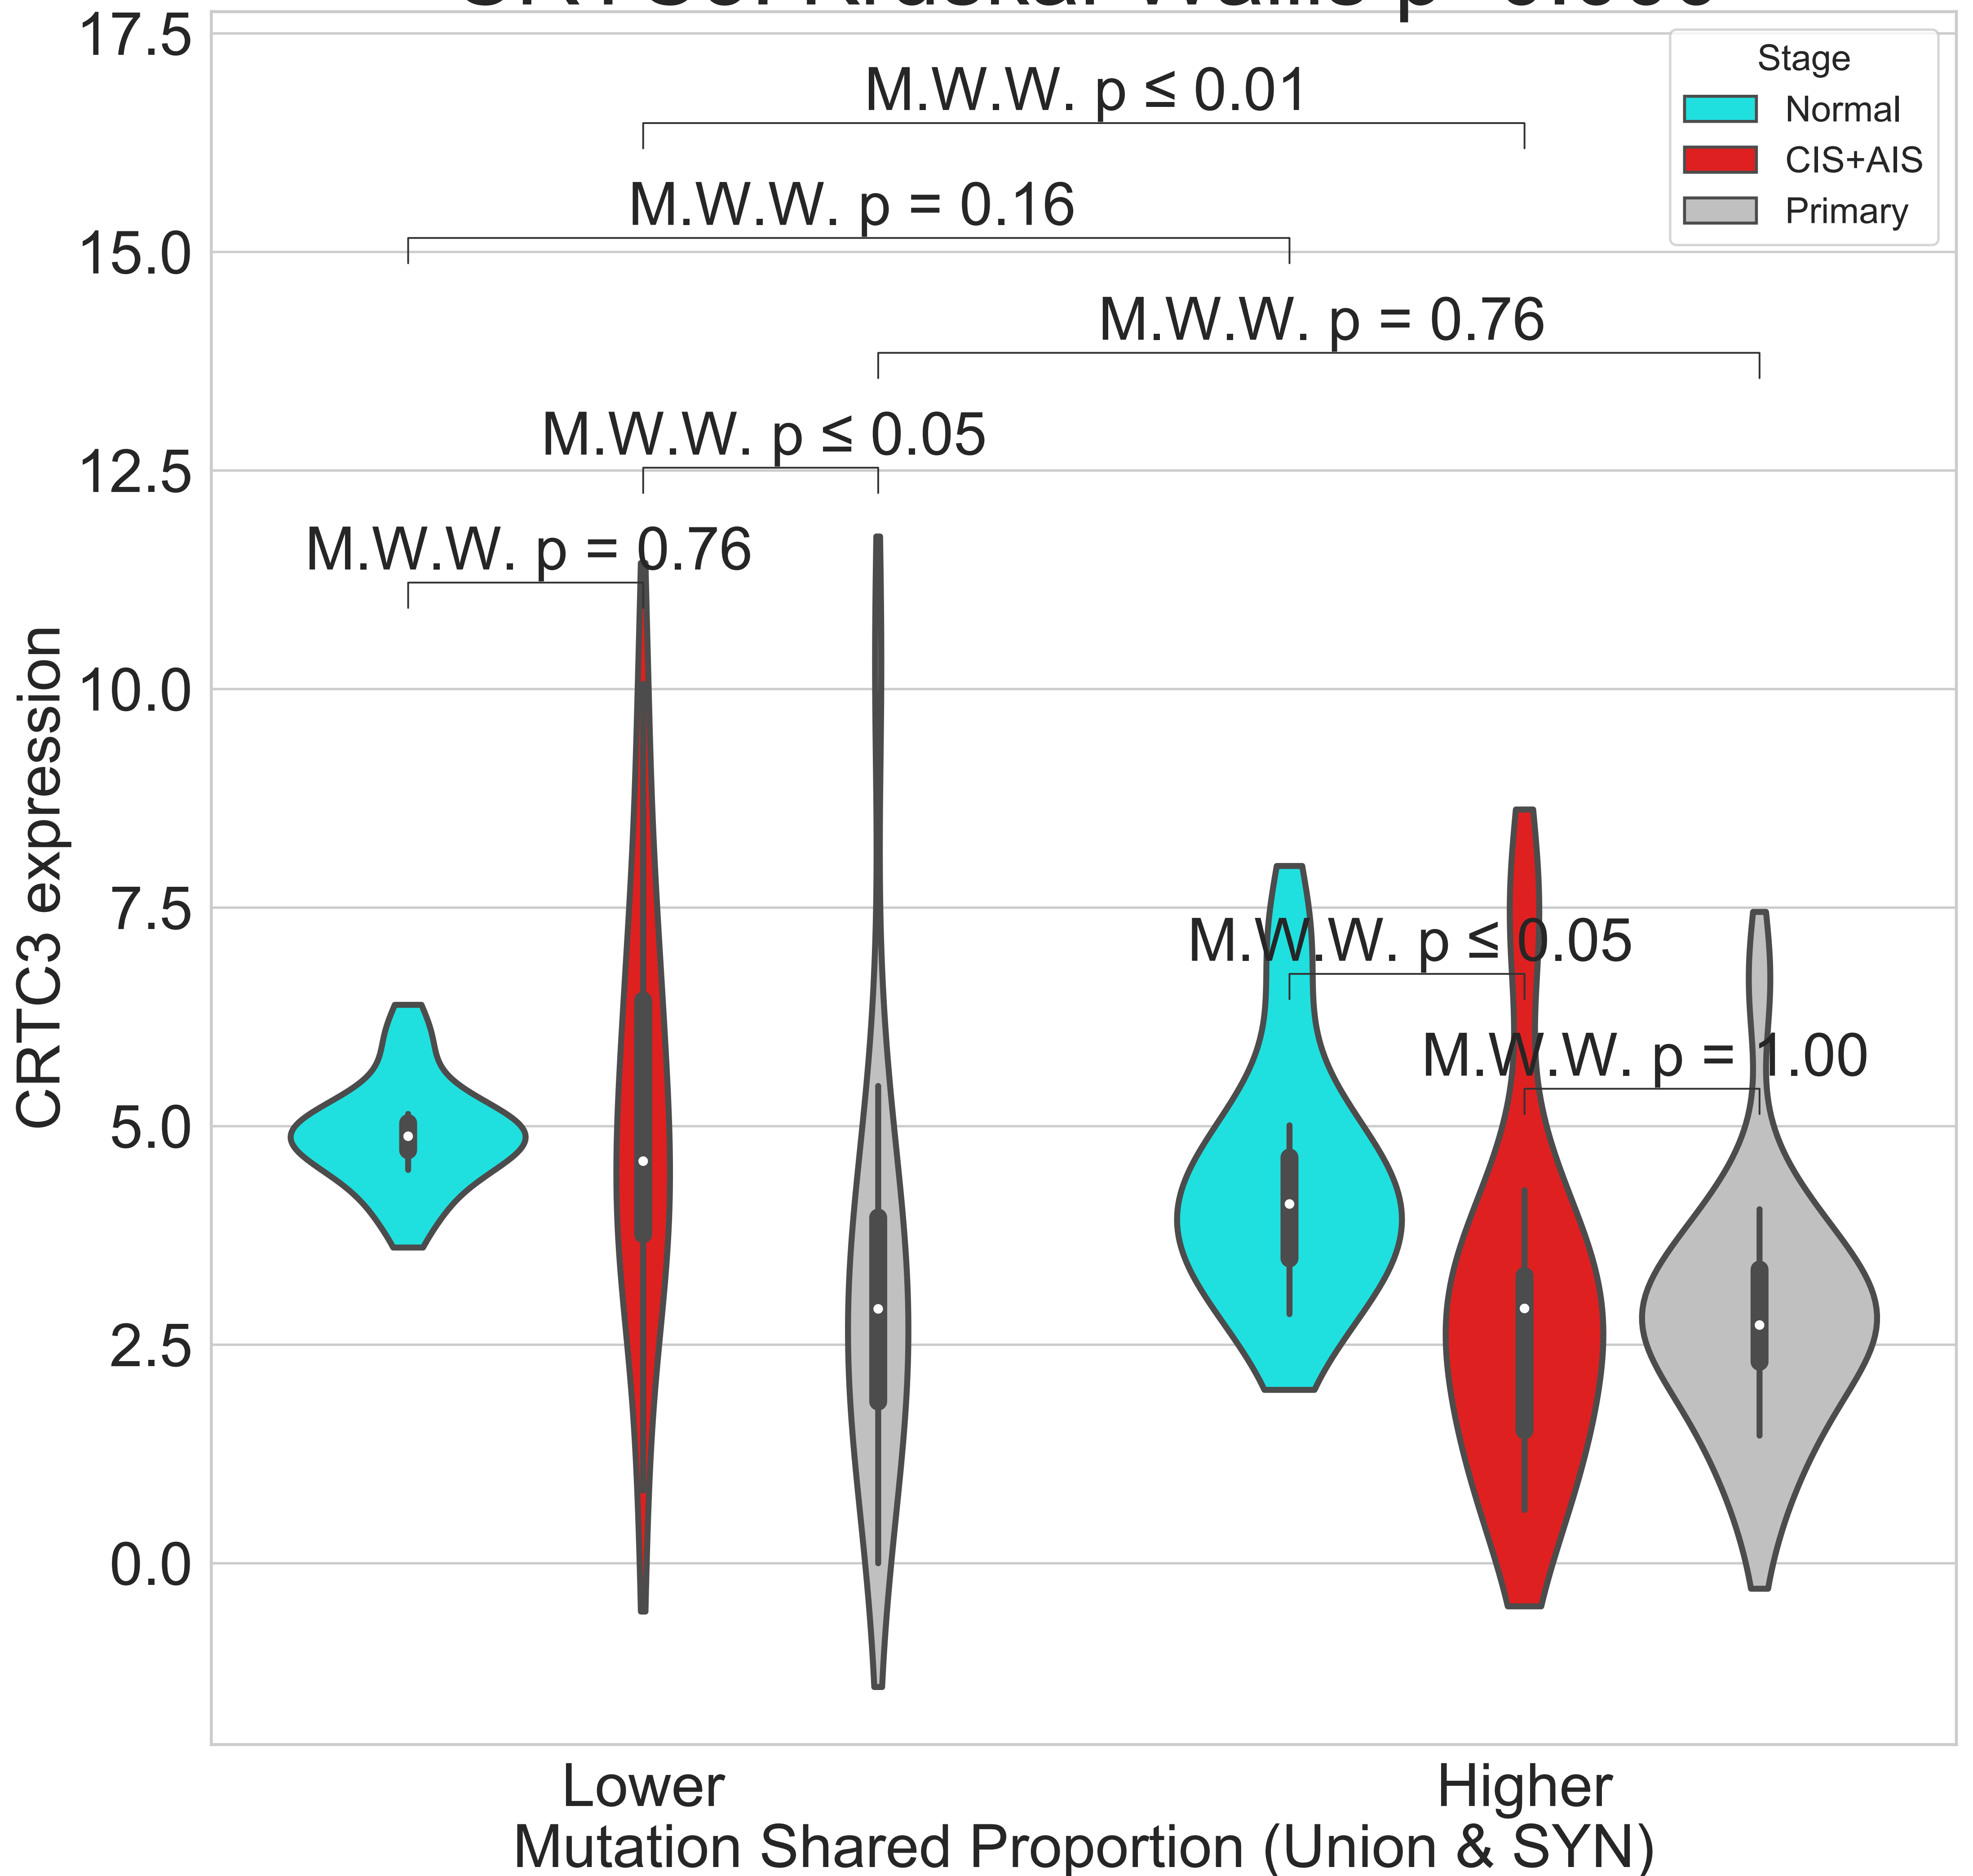 17.5
15.0
12.5
10.0
7.5
5.0
2.5
0.0
CRTC3 expression
Stage
Normal
CIS+AIS
Primary
M.W.W. p ≤ 0.01
M.W.W. p = 0.16
M.W.W. p = 0.76
M.W.W. p ≤ 0.05
M.W.W. p = 0.76
M.W.W. p ≤ 0.05
M.W.W. p = 1.00
Lower
Higher
Mutation Shared Proportion (Union & SYN)